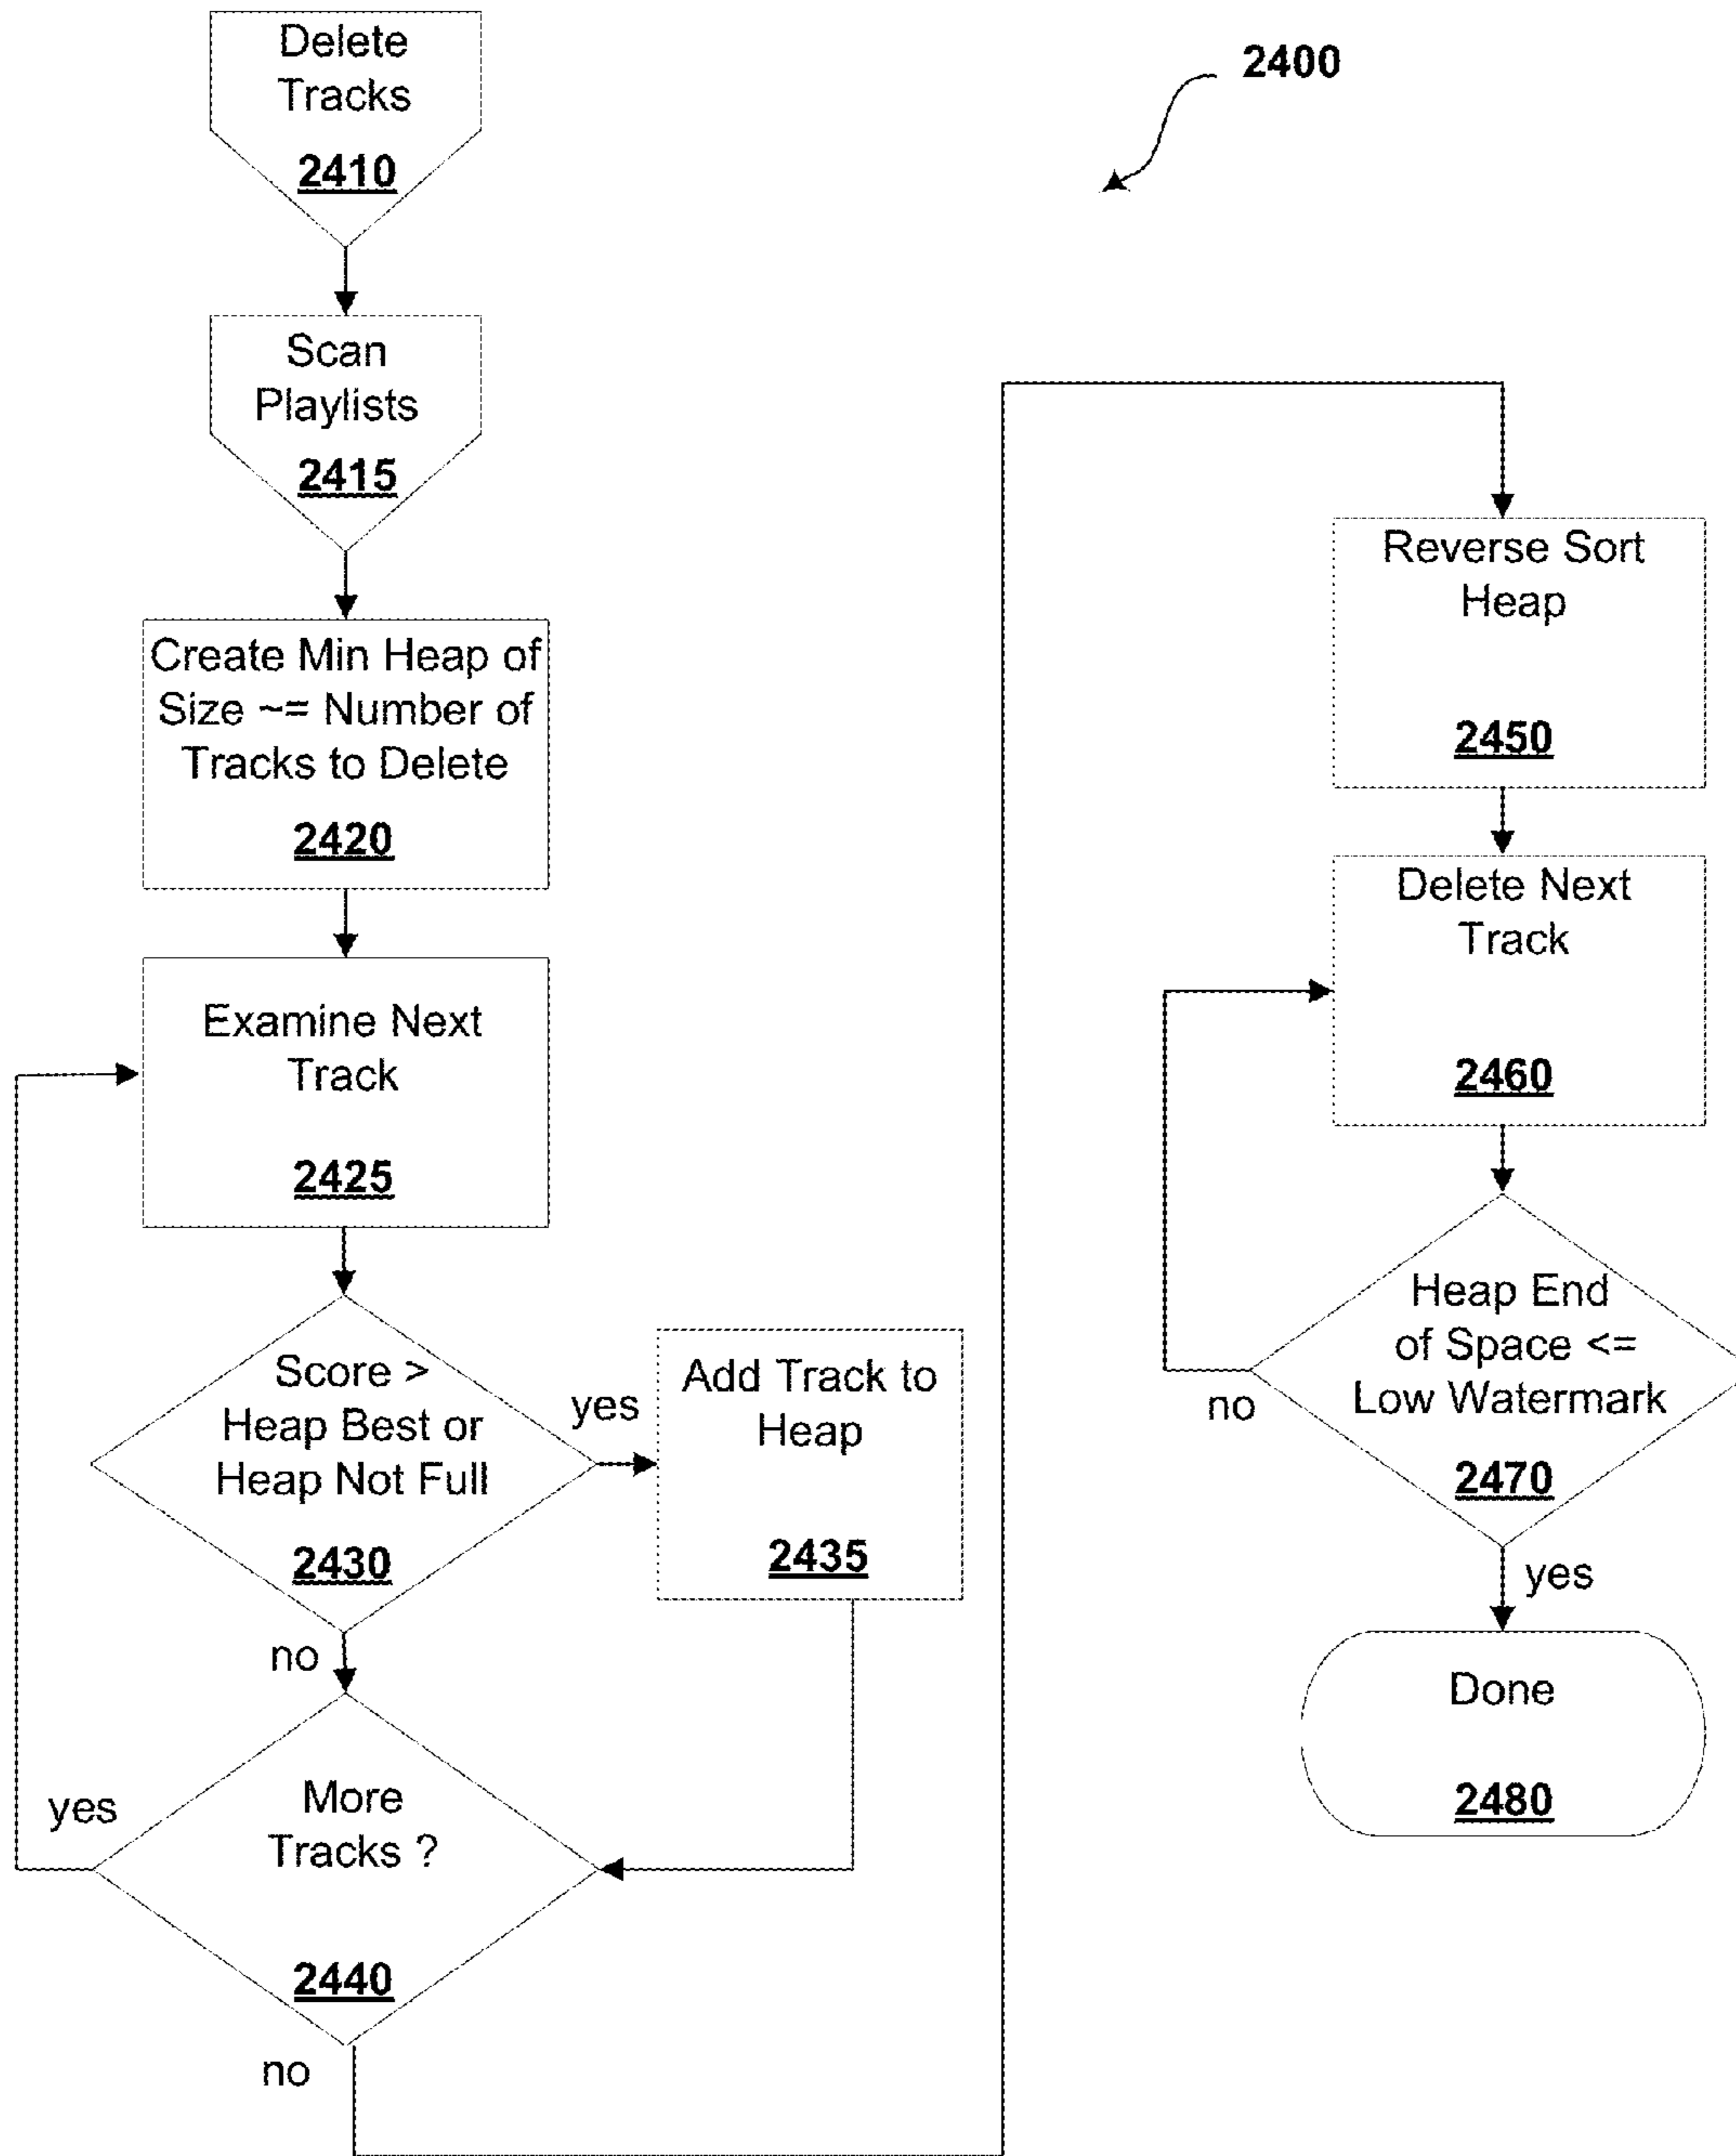 Delete
Tracks
2410
2400
Scan
Playlists
2415
Create Min Heap of
Size ~= Number of
Tracks to Delete
2420
Examine Next
Track
2425
Score >
Heap Best or
Heap Not Full
2430
yes
Add Track to
Heap
2435
no
More
Tracks ?
2440
yes
no
Reverse Sort
Heap
2450
Delete Next
Track
2460
Heap End
of Space <=
Low Watermark
2470
no
yes
Done
2480